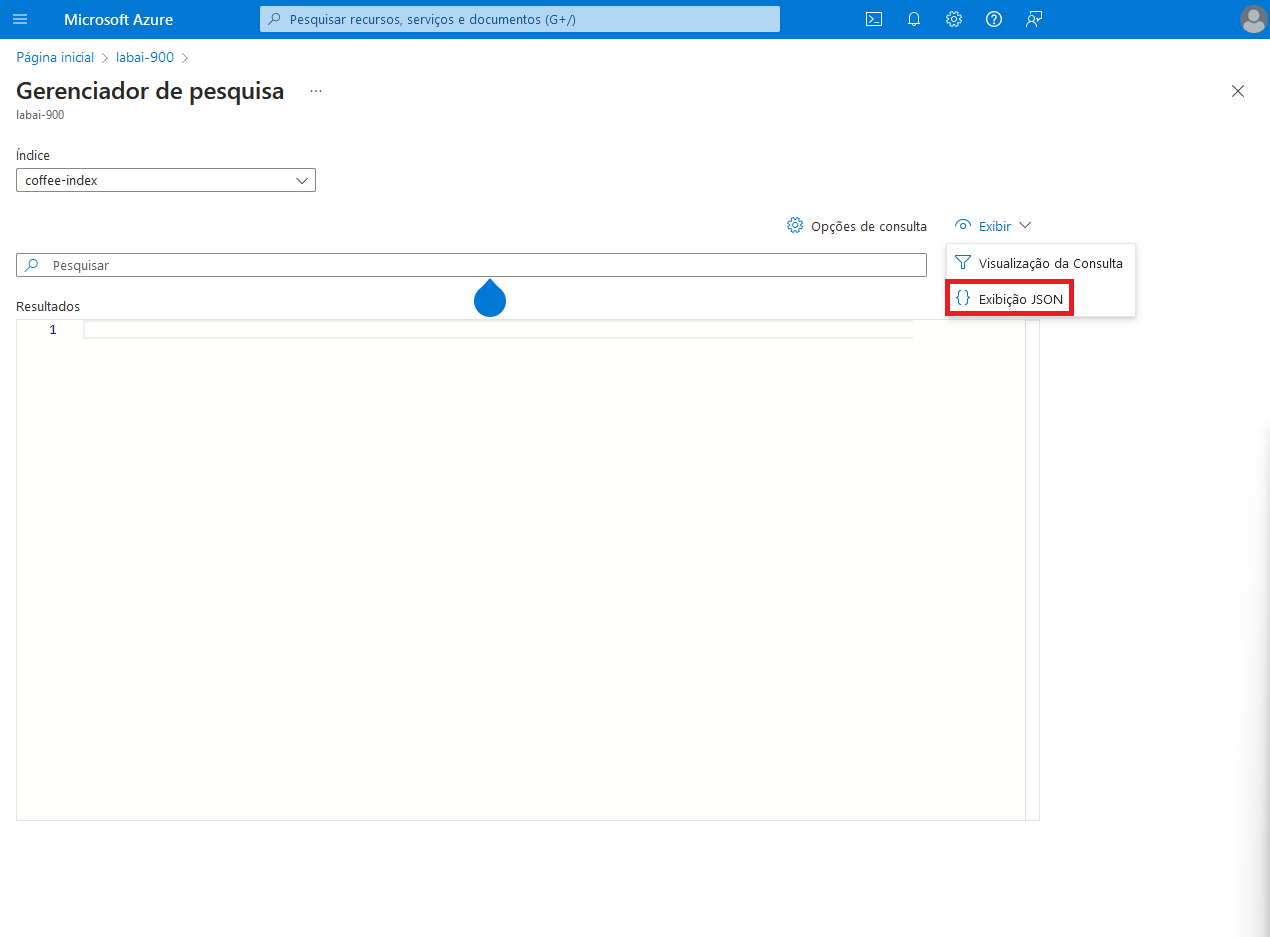 Microsoft Azure
Pesquisar recursos, serviços e documentos (G+/)
Página inicial > labai-900 >
Gerenciador de pesquisa ...
labai-900
Índice
coffee-index
Opções de consulta
Exibir
Pesquisar
Visualização da Consulta
{} Exibição JSON
Resultados
1